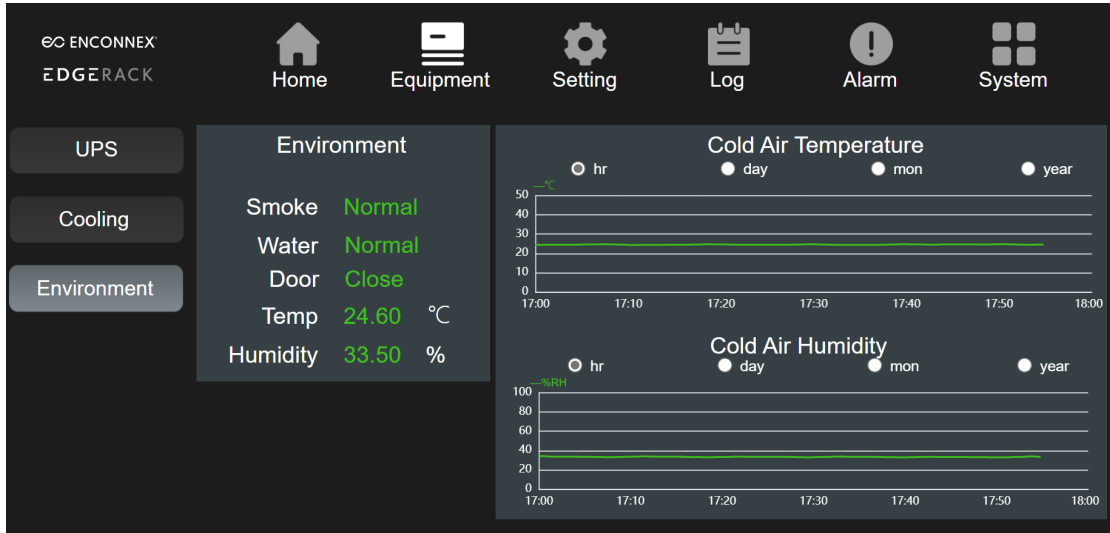 ENCONNEX
EDGERACK
Home
Equipment
Setting
Log
Alarm
System
UPS
Cooling
Environment
Environment
Smoke Normal
Water Normal
Door Close
Temp 24.60 ℃
Humidity 33.50 %
Cold Air Temperature
hr day mon year
—℃
50
40
30
20
10
0
17:00 17:10 17:20 17:30 17:40 17:50 18:00
Cold Air Humidity
hr day mon year
—%RH
100
80
60
40
20
0
17:00 17:10 17:20 17:30 17:40 17:50 18:00